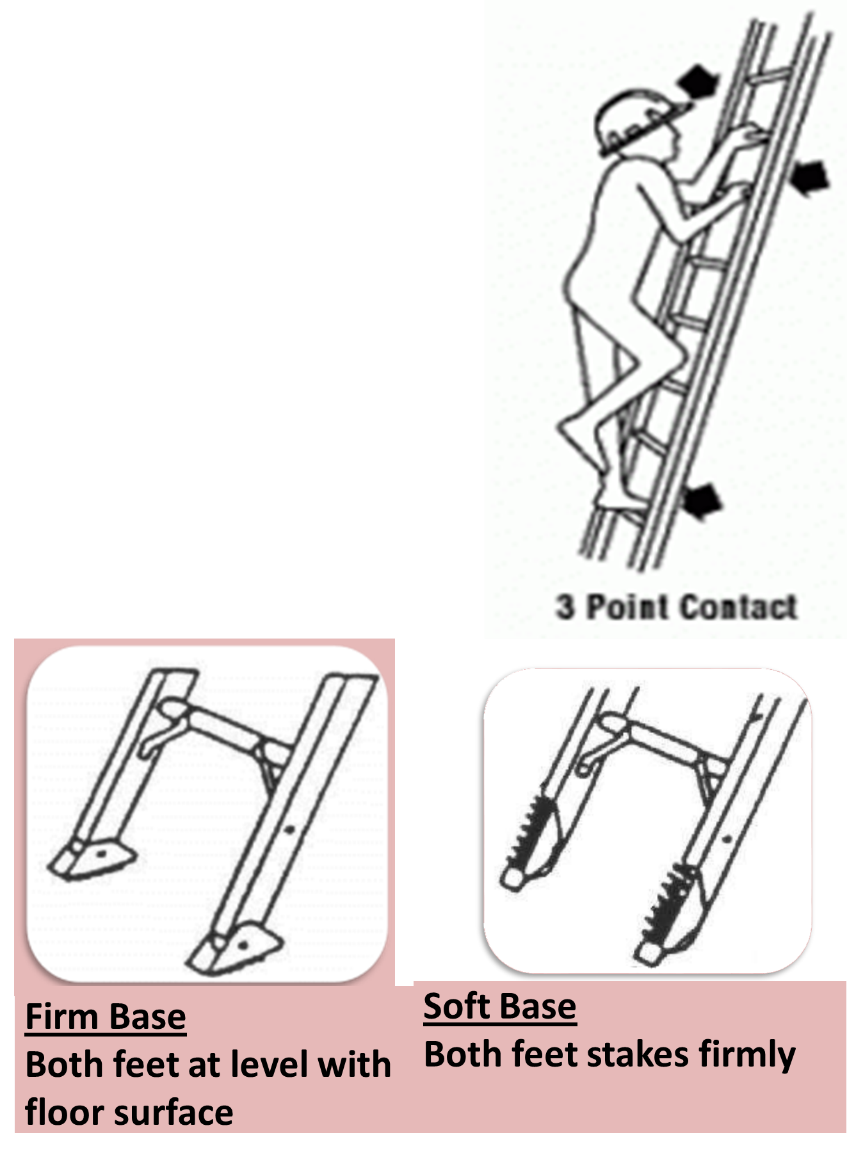 3 Point Contact
Firm Base
Both feet at level with
floor surface
Soft Base
Both feet stakes firmly